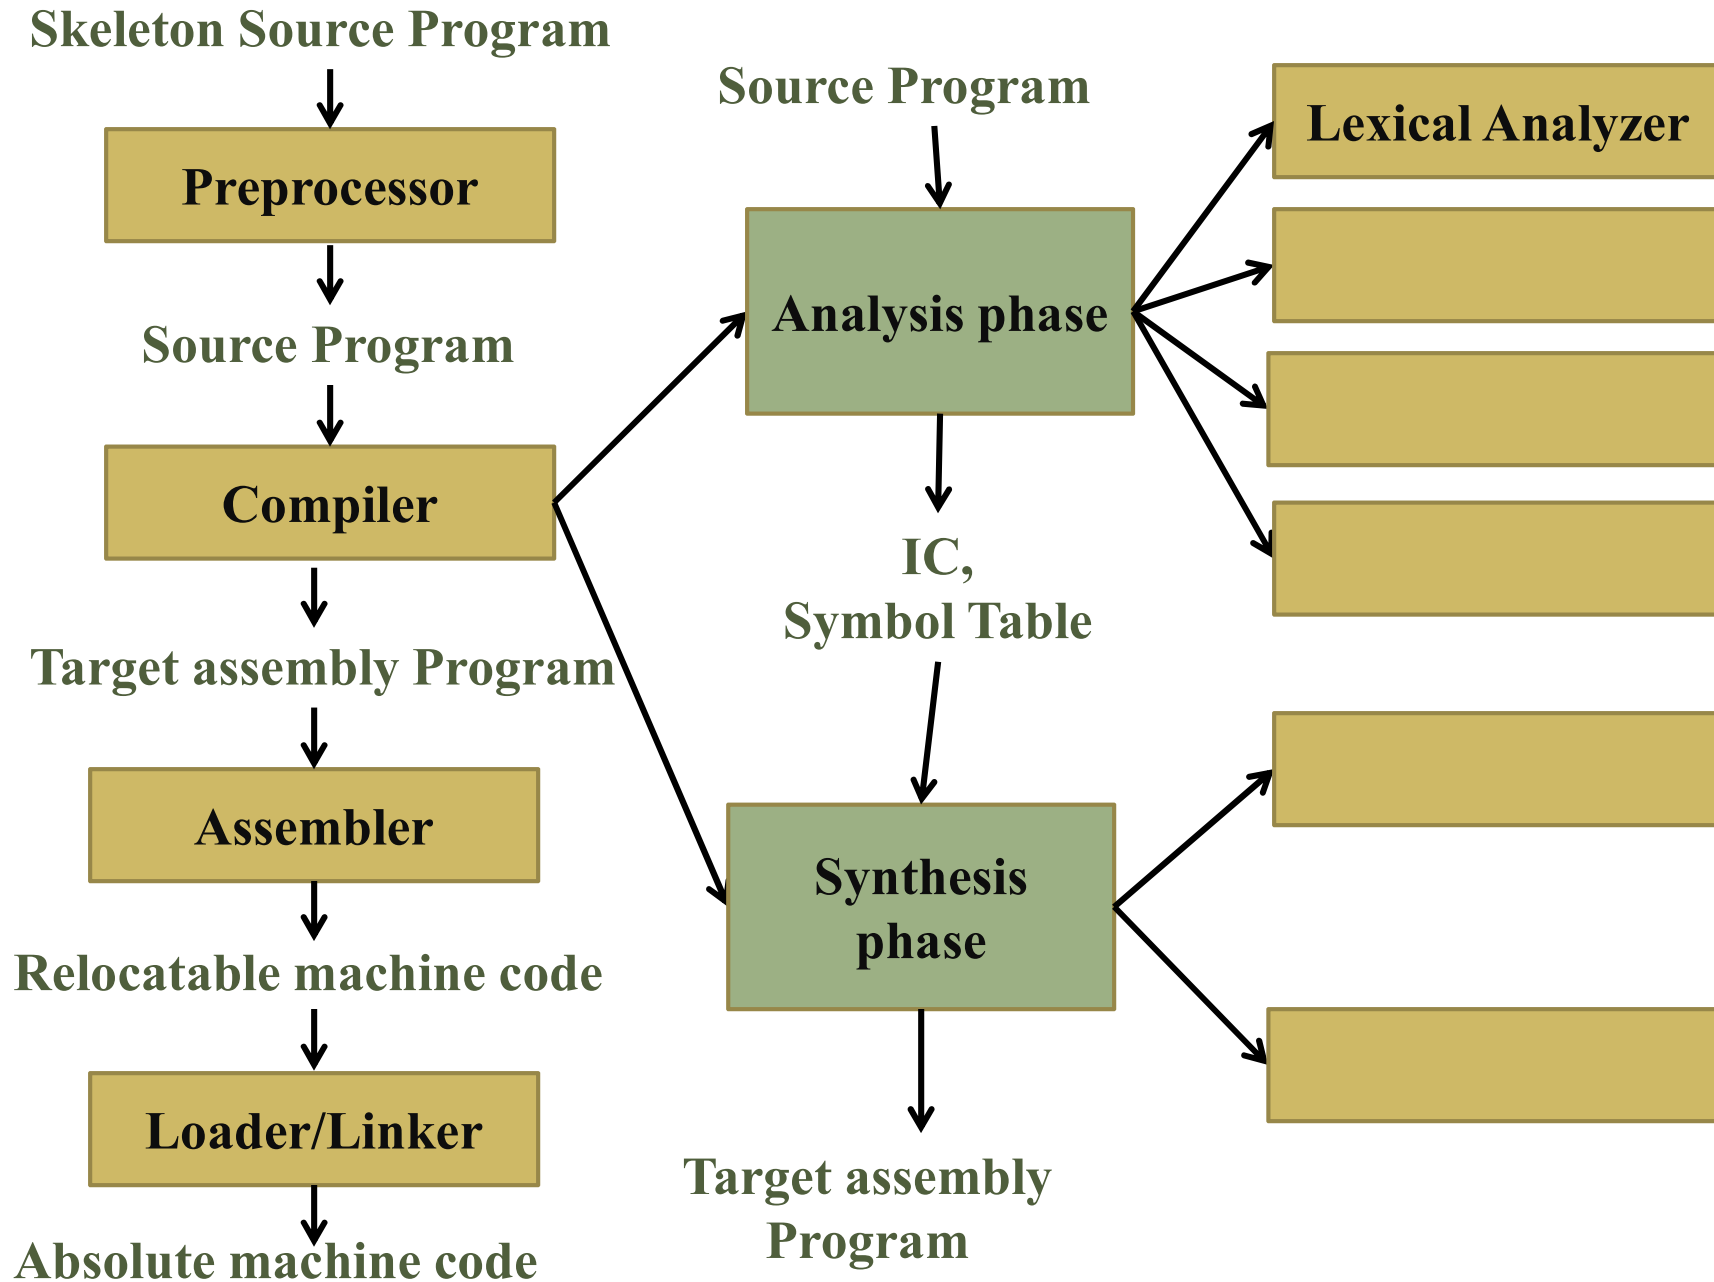 Skeleton Source Program
Preprocessor
Source Program
Compiler
Target assembly Program
Assembler
Relocatable machine code
Loader/Linker
Absolute machine code
Source Program
Analysis phase
IC,
Symbol Table
Synthesis
phase
Target assembly
Program
Lexical Analyzer